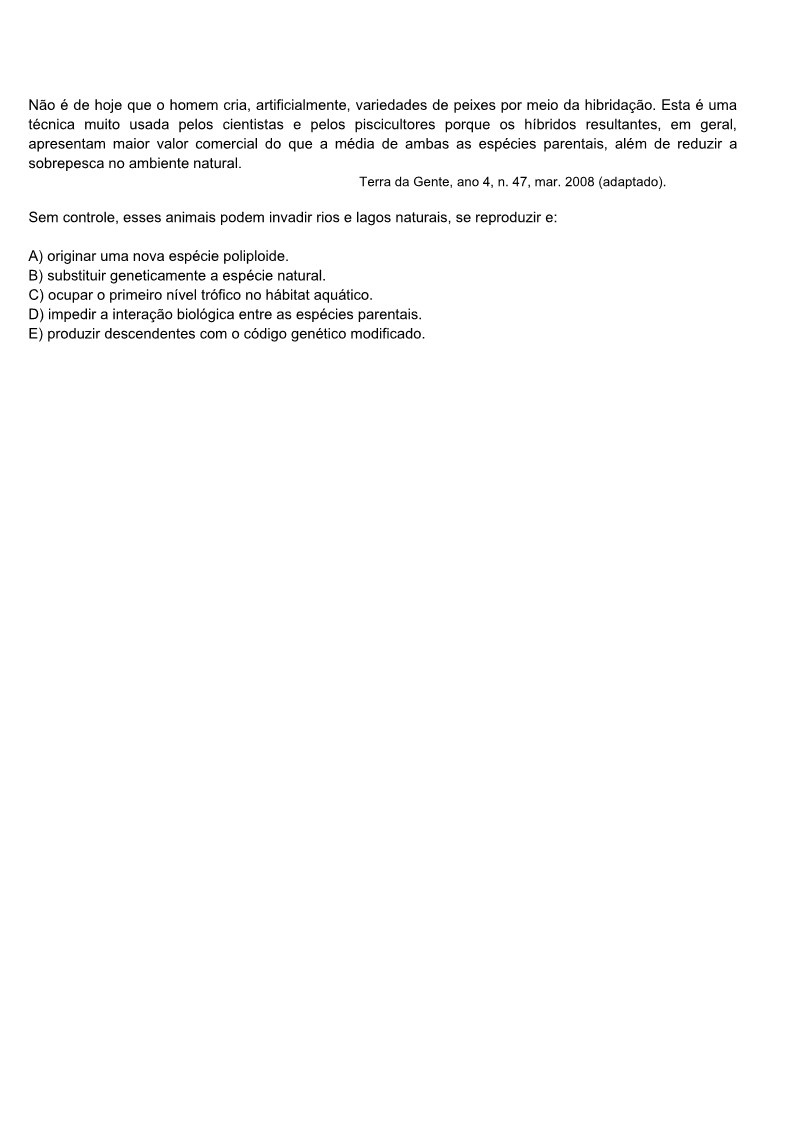 Não é de hoje que o homem cria, artificialmente, variedades de peixes por meio da hibridação. Esta é uma
técnica muito usada pelos cientistas e pelos piscicultores porque os híbridos resultantes, em geral,
apresentam maior valor comercial do que a média de ambas as espécies parentais, além de reduzir a
sobrepesca no ambiente natural.
Terra da Gente, ano 4, n. 47, mar. 2008 (adaptado).
Sem controle, esses animais podem invadir rios e lagos naturais, se reproduzir e:
A) originar uma nova espécie poliploide.
B) substituir geneticamente a espécie natural.
C) ocupar o primeiro nível trófico no hábitat aquático.
D) impedir a interação biológica entre as espécies parentais.
E) produzir descendentes com o código genético modificado.